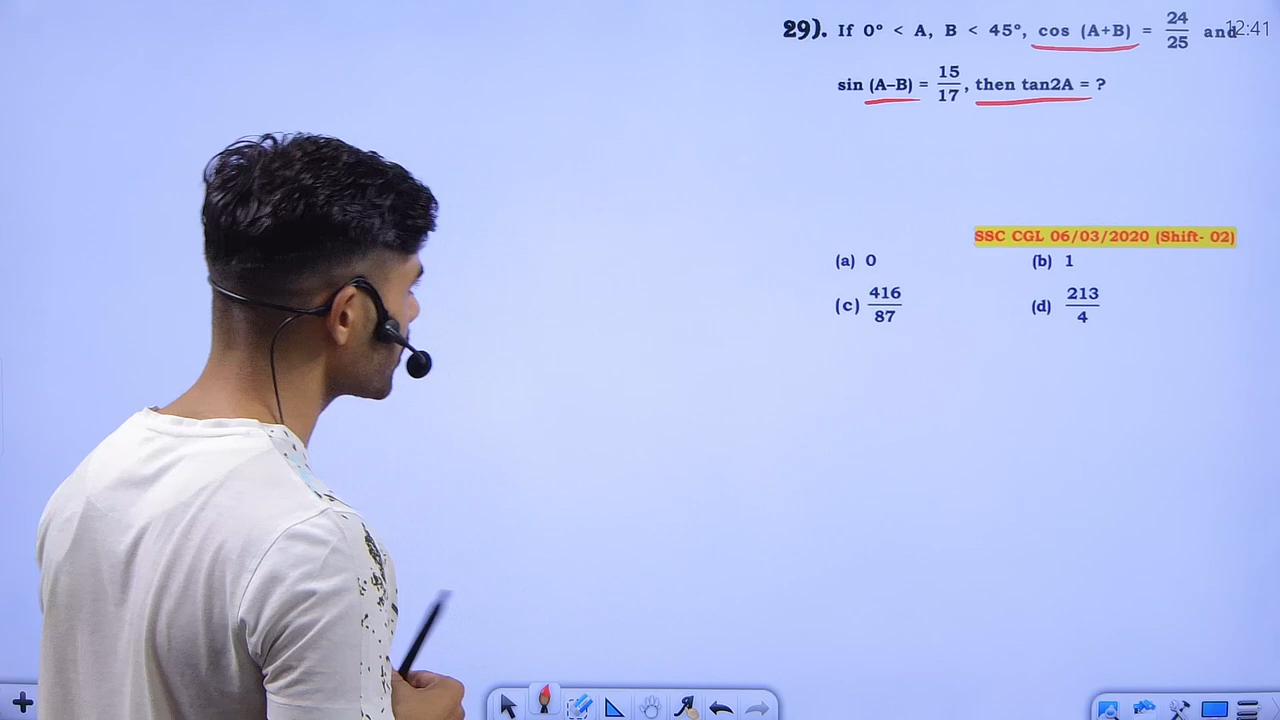 29). If 0° < A, B < 45°, cos (A+B) = 24/25 and 12:41
sin (A–B) = 15/17, then tan2A = ?
SSC CGL 06/03/2020 (Shift- 02)
(a) 0 (b) 1
(c) 416/87 (d) 213/4